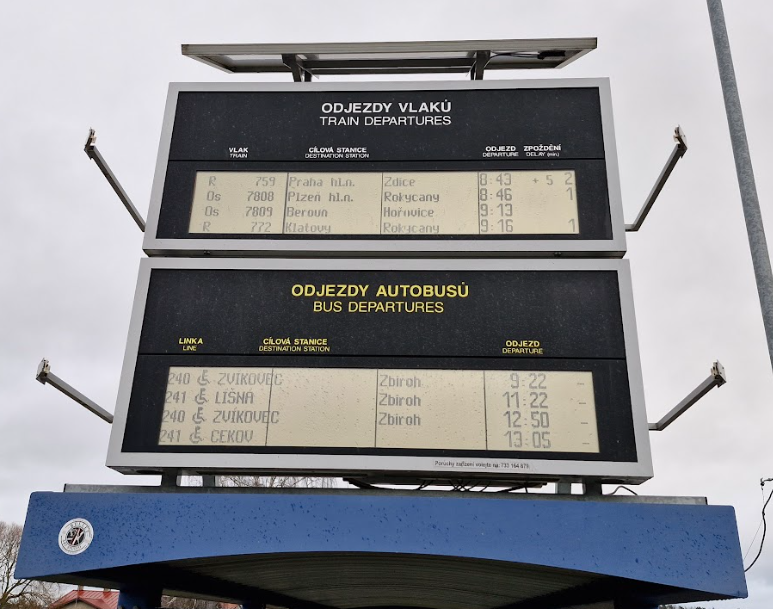 ODJEZDY VLAKŮ
TRAIN DEPARTURES
VLAK CÍLOVÁ STANICE ODJEZD ZPOŽDĚNÍ
TRAIN DESTINATION STATION DEPARTURE DELAY (min)
R 759 Praha hl.n. Zdice 8:43 + 5 2
Os 7808 Plzeň hl.n. Rokycany 8:46 1
Os 7809 Beroun Hořovice 9:13
R 772 Klatovy Rokycany 9:16 1
ODJEZDY AUTOBUSŮ
BUS DEPARTURES
LINKA CÍLOVÁ STANICE ODJEZD
LINE DESTINATION STATION DEPARTURE
240 ZVÍKOVEC Zbiroh 9:22 –
241 LÍŠNÁ Zbiroh 11:22 –
240 ZVÍKOVEC Zbiroh 12:50 –
241 CEKOV 13:05 –